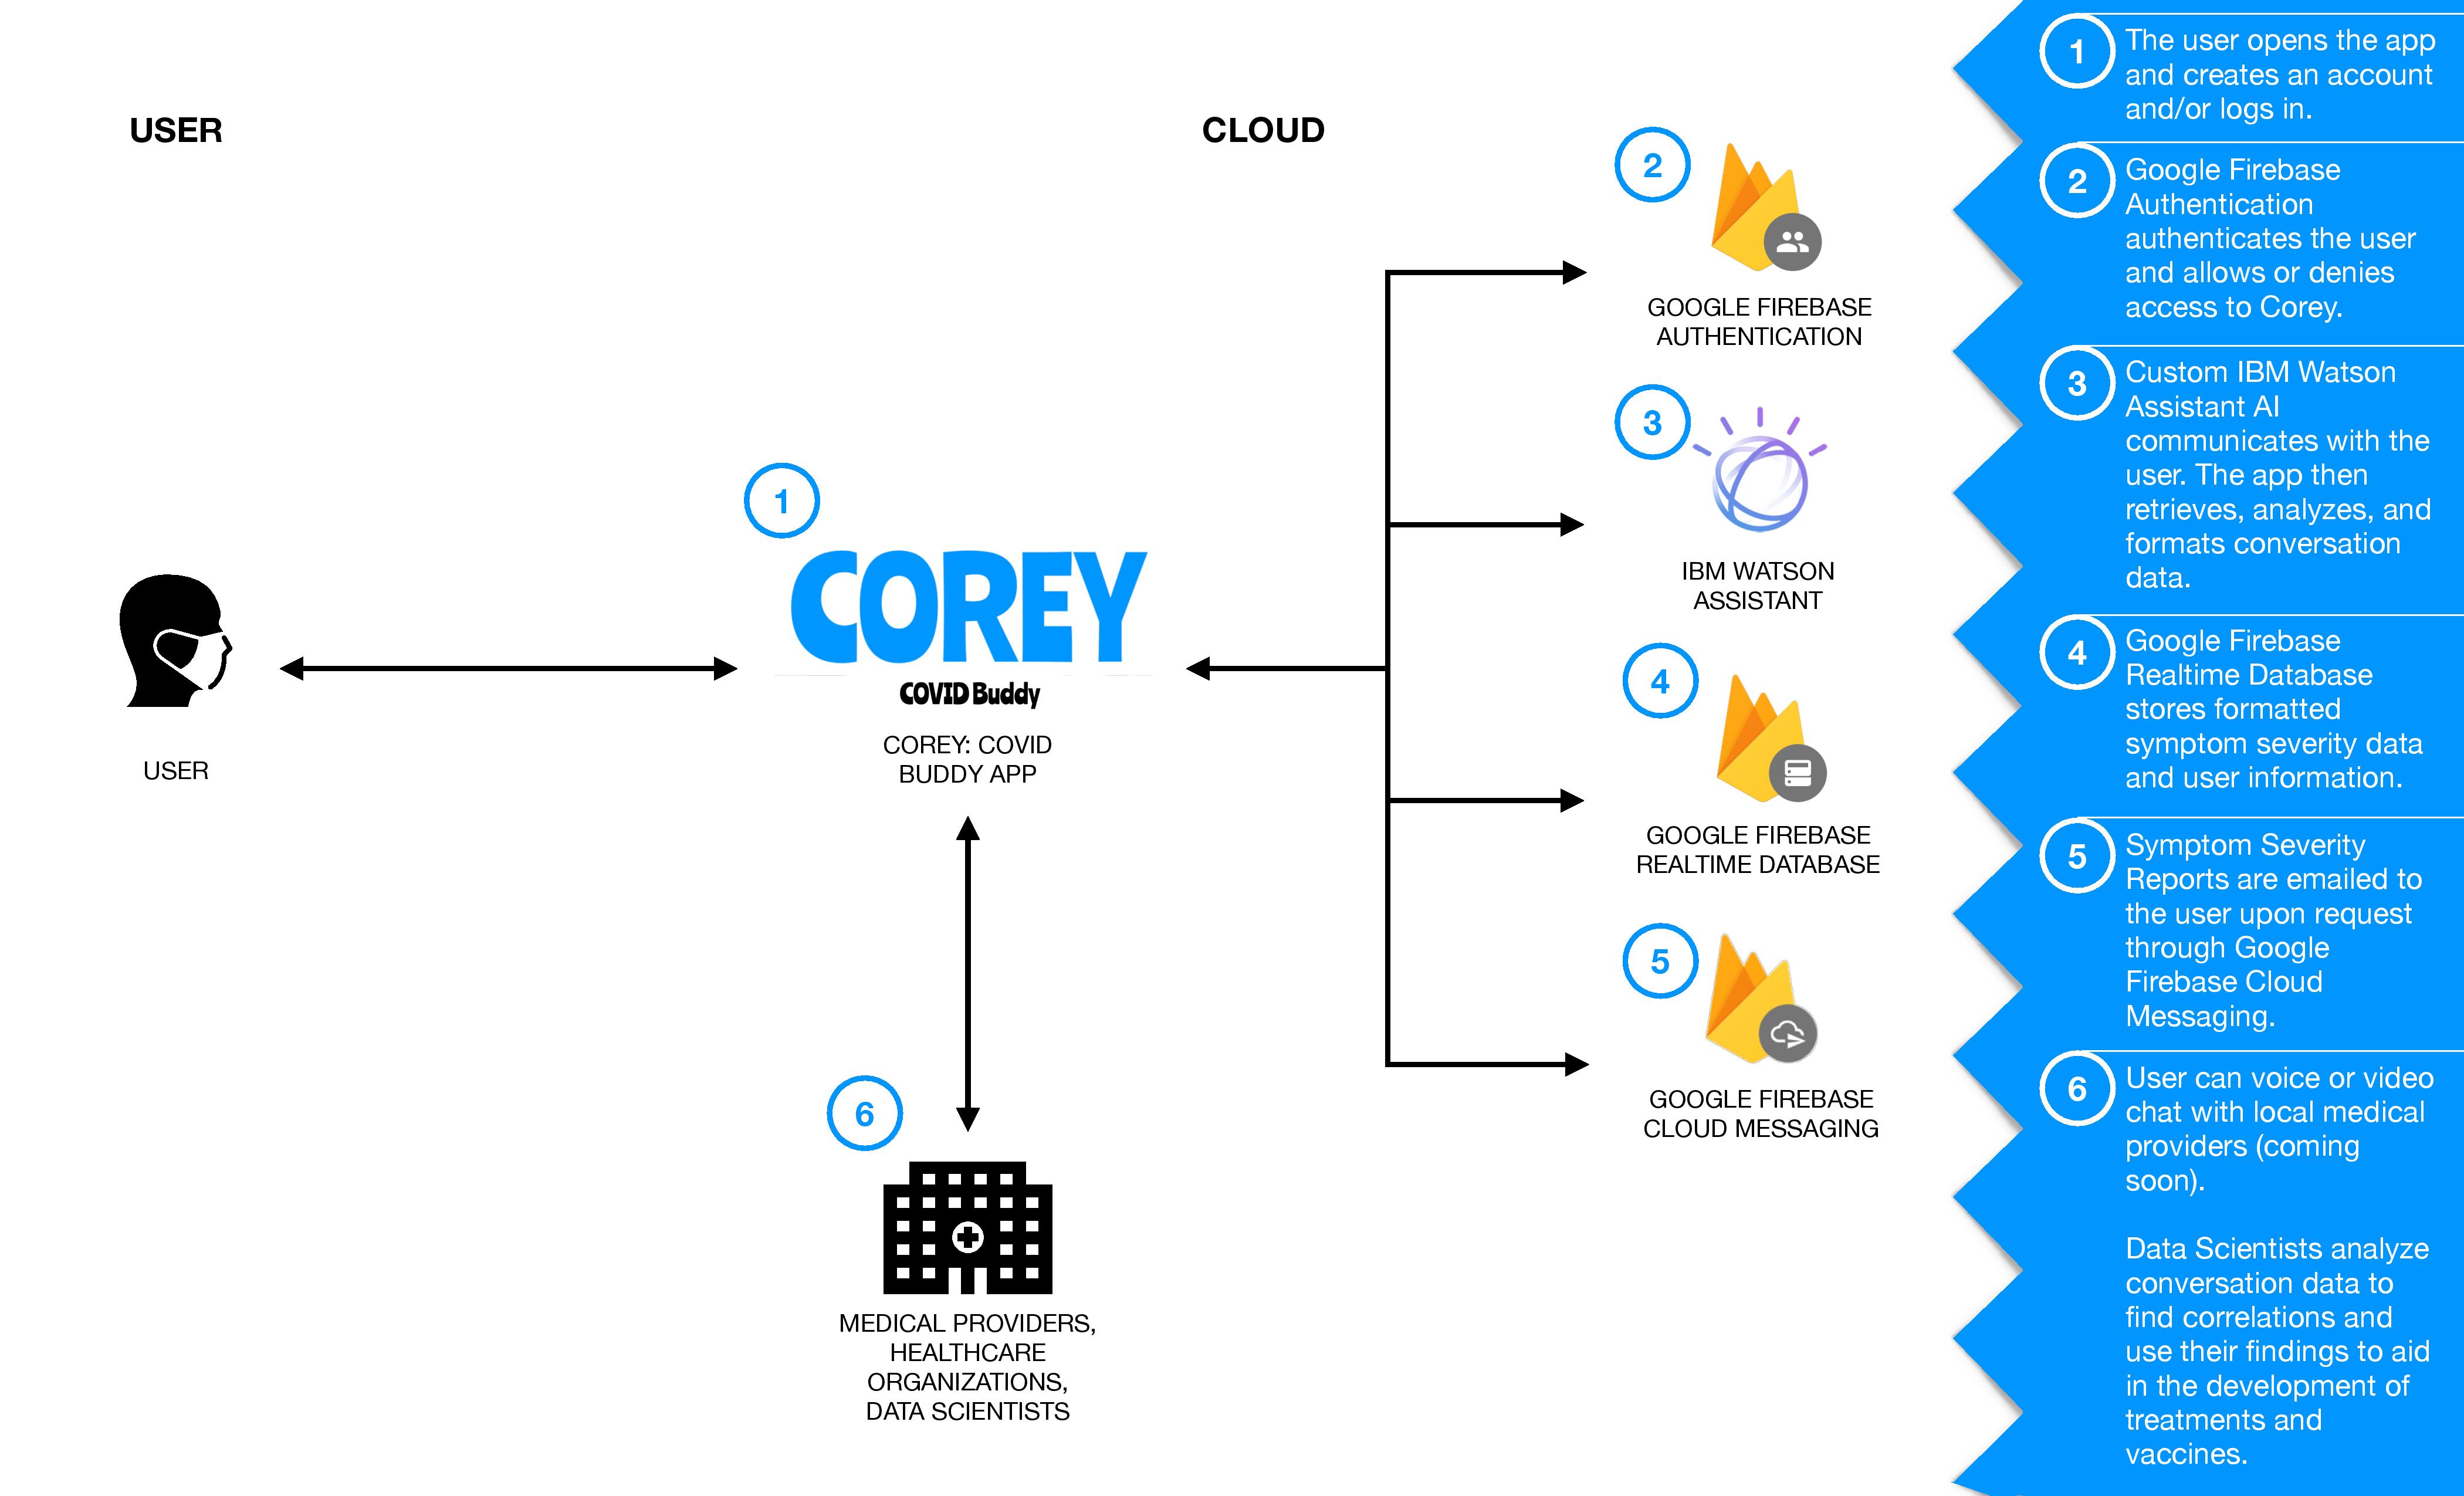 USER
CLOUD
1
COREY
COVID Buddy
COREY: COVID
BUDDY APP
USER
2
GOOGLE FIREBASE
AUTHENTICATION
3
IBM WATSON
ASSISTANT
4
GOOGLE FIREBASE
REALTIME DATABASE
5
GOOGLE FIREBASE
CLOUD MESSAGING
6
MEDICAL PROVIDERS,
HEALTHCARE
ORGANIZATIONS,
DATA SCIENTISTS
1
The user opens the app
and creates an account
and/or logs in.
2
Google Firebase
Authentication
authenticates the user
and allows or denies
access to Corey.
3
Custom IBM Watson
Assistant AI
communicates with the
user. The app then
retrieves, analyzes, and
formats conversation
data.
4
Google Firebase
Realtime Database
stores formatted
symptom severity data
and user information.
5
Symptom Severity
Reports are emailed to
the user upon request
through Google
Firebase Cloud
Messaging.
6
User can voice or video
chat with local medical
providers (coming
soon).
Data Scientists analyze
conversation data to
find correlations and
use their findings to aid
in the development of
treatments and
vaccines.